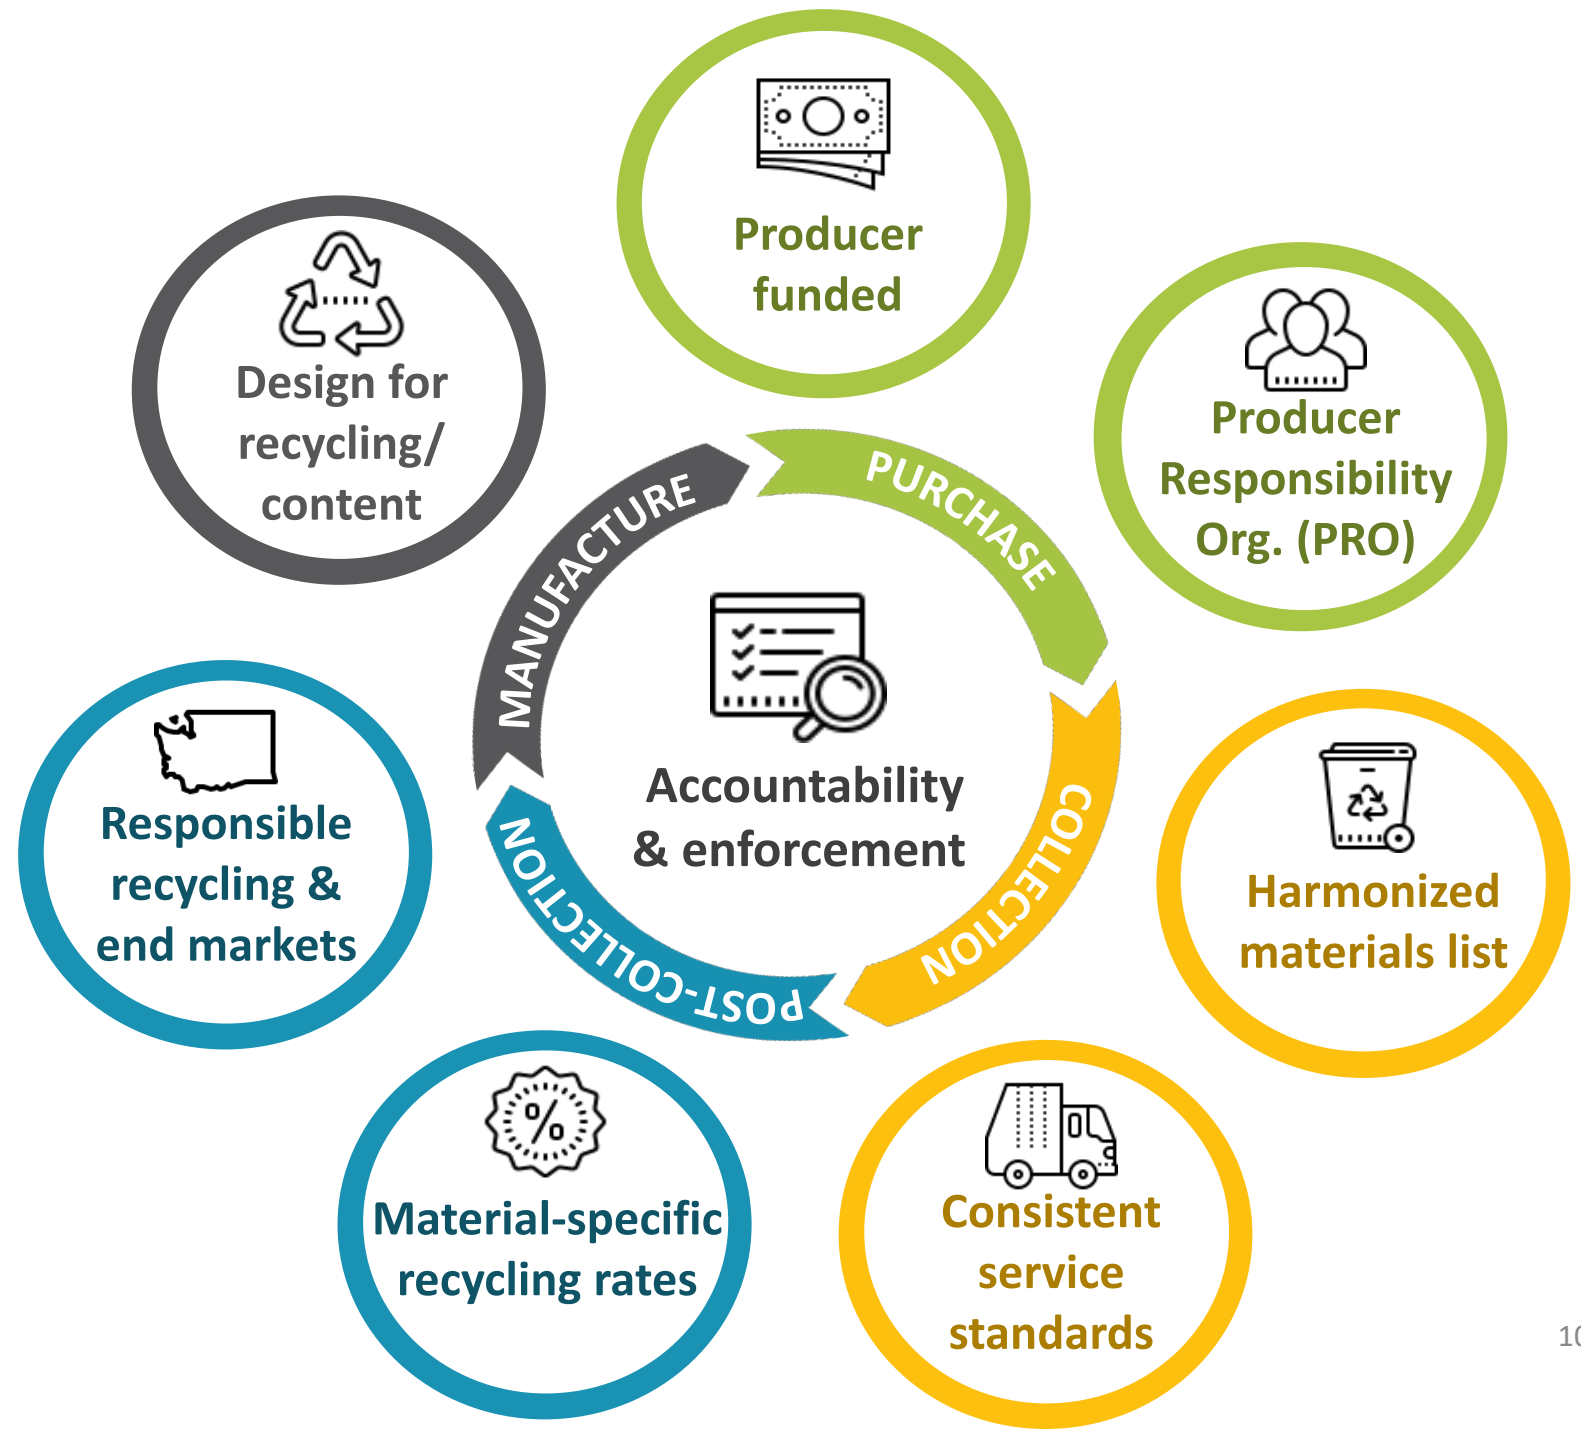 Producer
funded
Design for
recycling/
content
Producer
Responsibility
Org. (PRO)
MANUFACTURE
PURCHASE
COLLECTION
POST-COLLECTION
Accountability
& enforcement
Responsible
recycling &
end markets
Harmonized
materials list
%
Material-specific
recycling rates
Consistent
service
standards
10